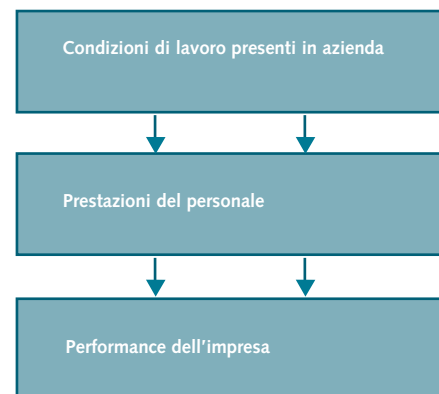 Condizioni di lavoro presenti in azienda
Prestazioni del personale
Performance dell’impresa